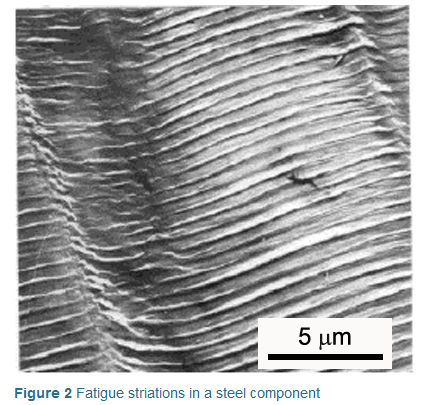 5 μm
Figure 2 Fatigue striations in a steel component